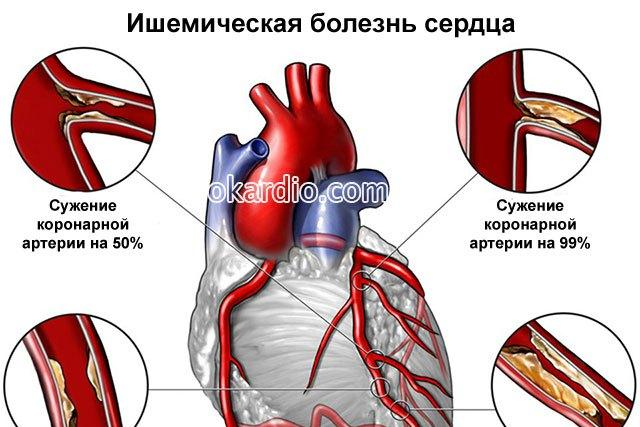 Ишемическая болезнь сердца
okardio.com
Сужение
коронарной
артерии на 50%
Сужение
коронарной
артерии на 99%